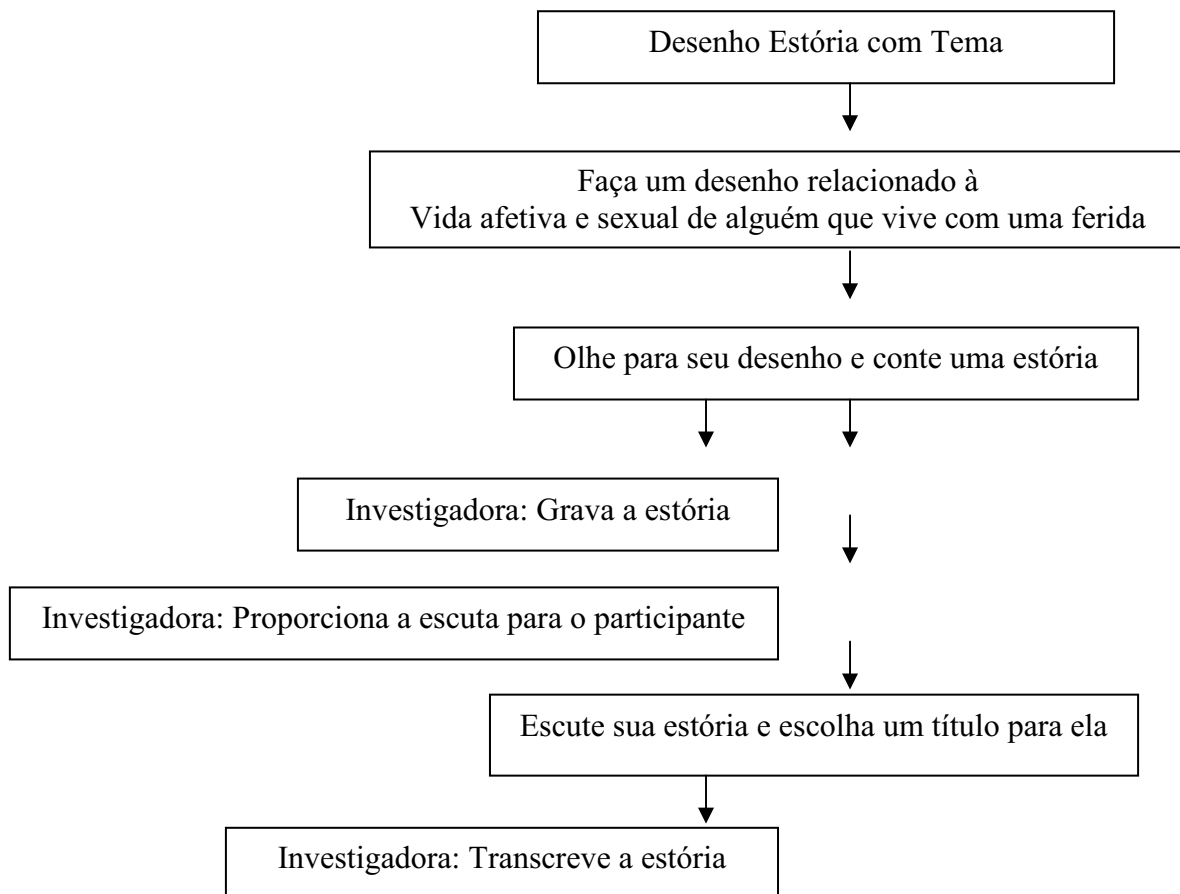 Desenho Estória com Tema
Faça um desenho relacionado à
Vida afetiva e sexual de alguém que vive com uma ferida
Olhe para seu desenho e conte uma estória
Investigadora: Grava a estória
Investigadora: Proporciona a escuta para o participante
Escute sua estória e escolha um título para ela
Investigadora: Transcreve a estória